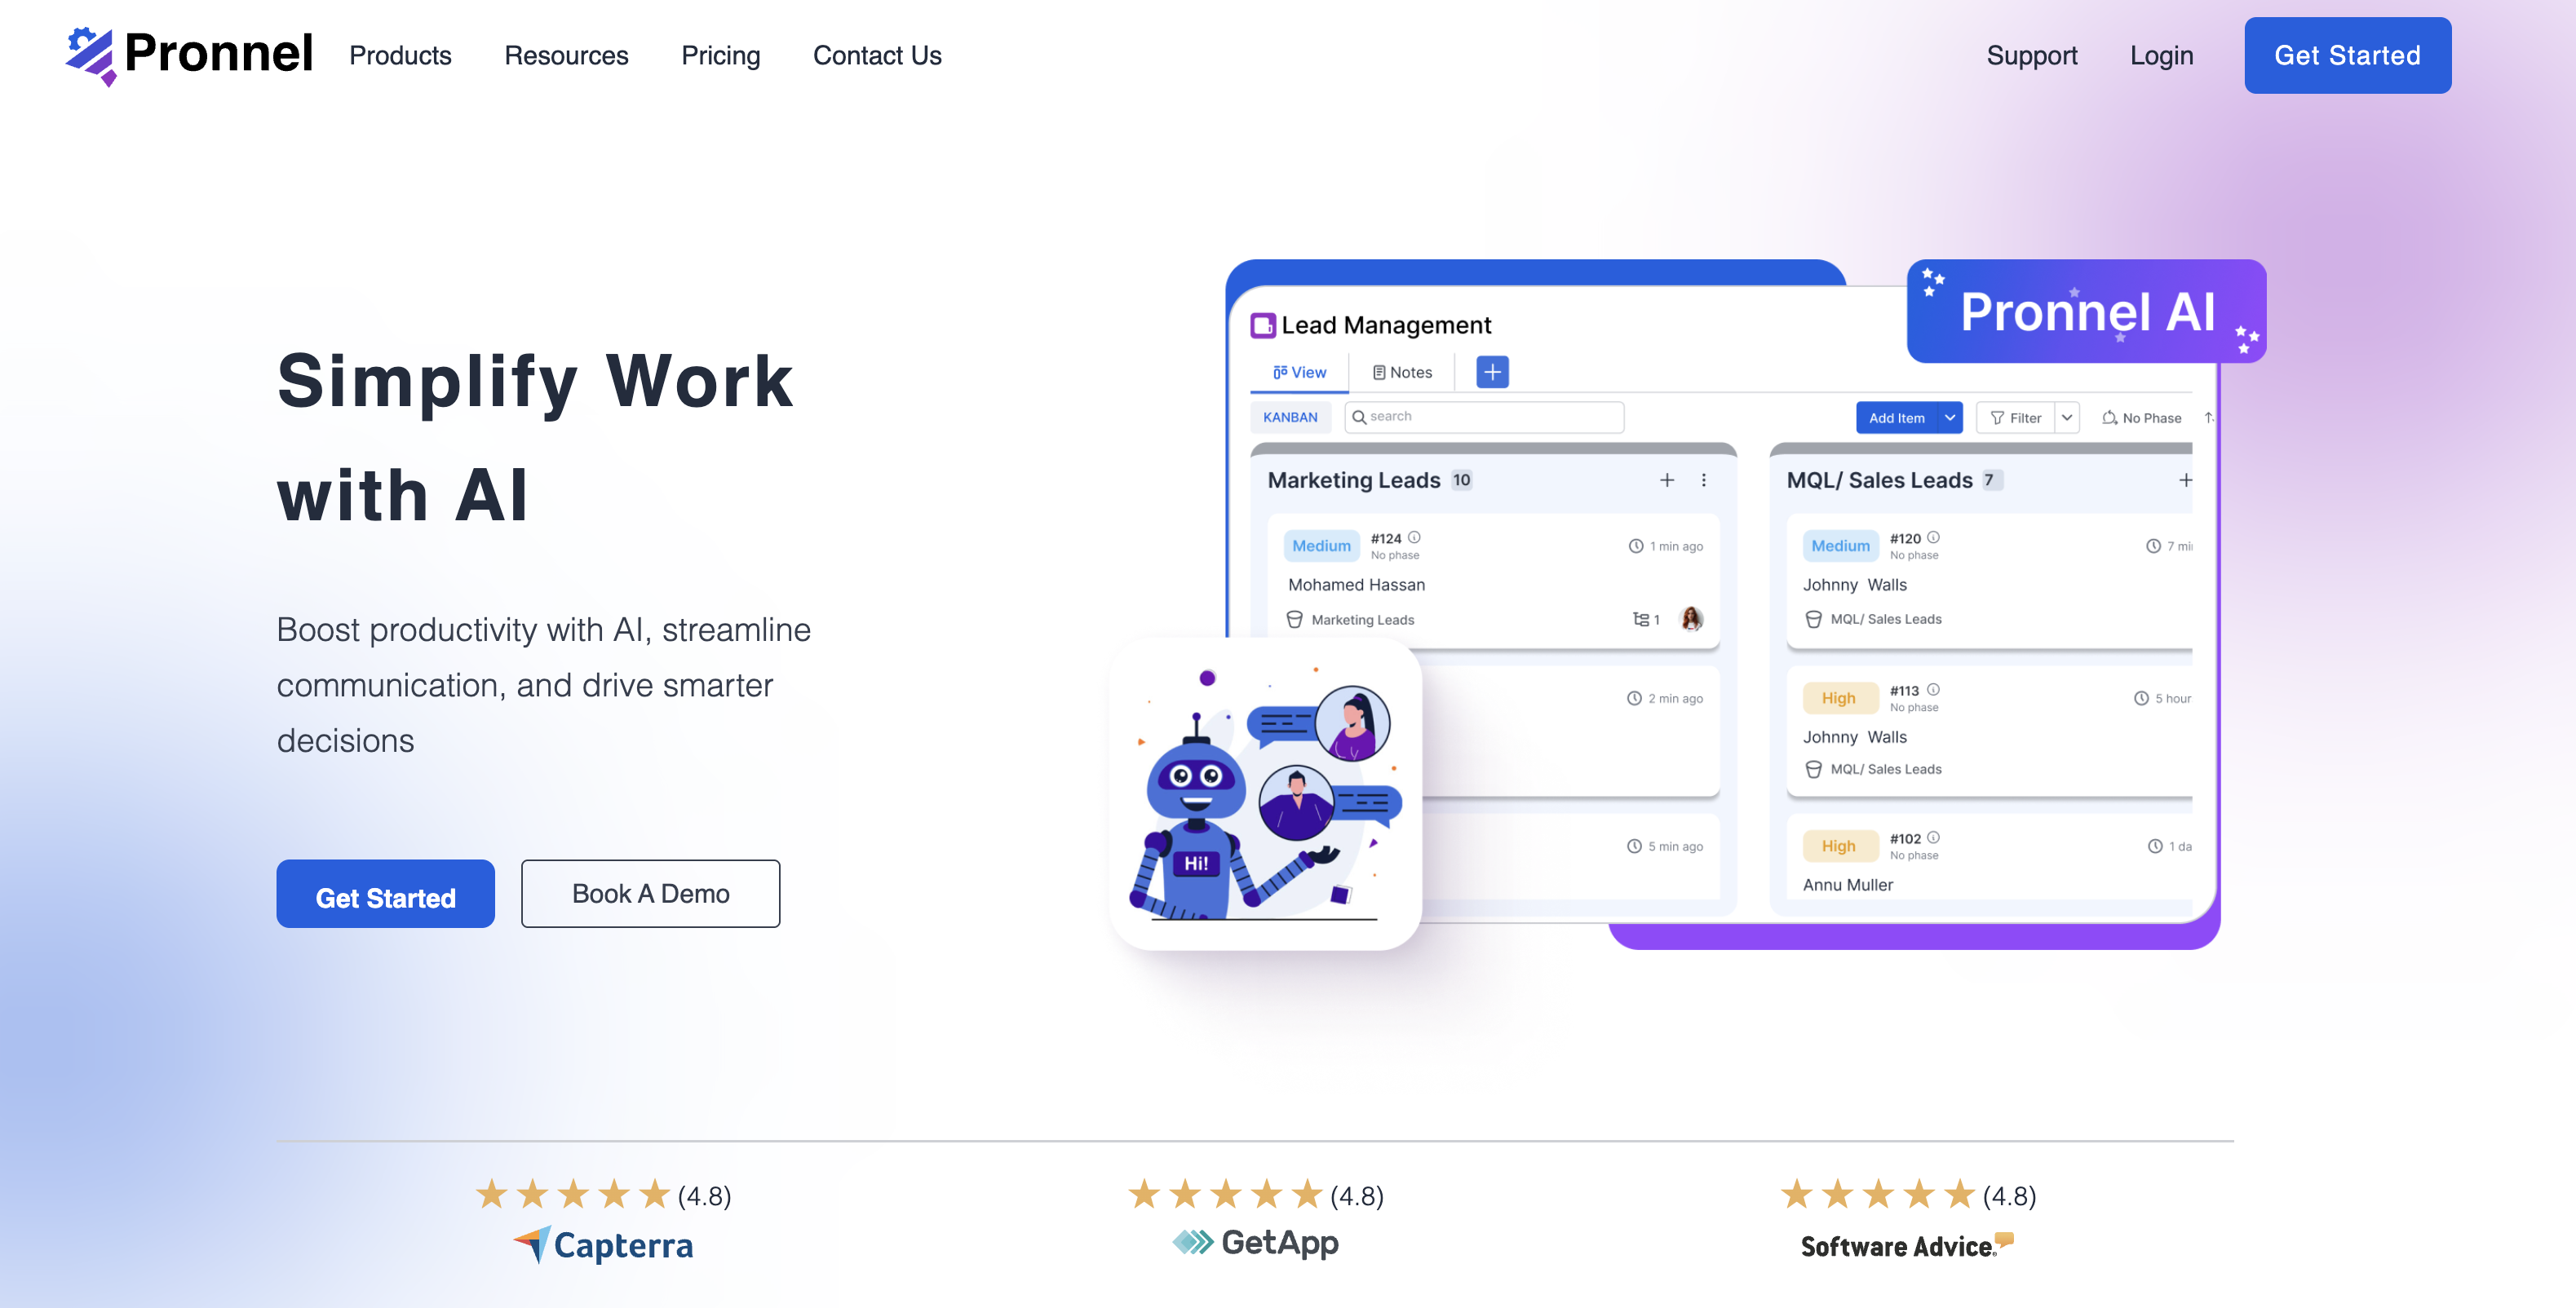 Pronnel
Products
Resources
Pricing
Contact Us
Support
Login
Get Started
Simplify Work
with AI
Boost productivity with AI, streamline
communication, and drive smarter
decisions
Get Started
Book A Demo
Pronnel AI
Lead Management
View
Notes
KANBAN
search
Add Item
Filter
No Phase
Marketing Leads 10
#124
Medium
No phase
1 min ago
Mohamed Hassan
Marketing Leads
1
2 min ago
5 min ago
MQL/ Sales Leads 7
#120
Medium
No phase
7 mi
Johnny Walls
MQL/ Sales Leads
#113
High
No phase
5 hour
Johnny Walls
MQL/ Sales Leads
#102
High
No phase
1 da
Annu Muller
Hi!
(4.8)
Capterra
(4.8)
GetApp
(4.8)
Software Advice